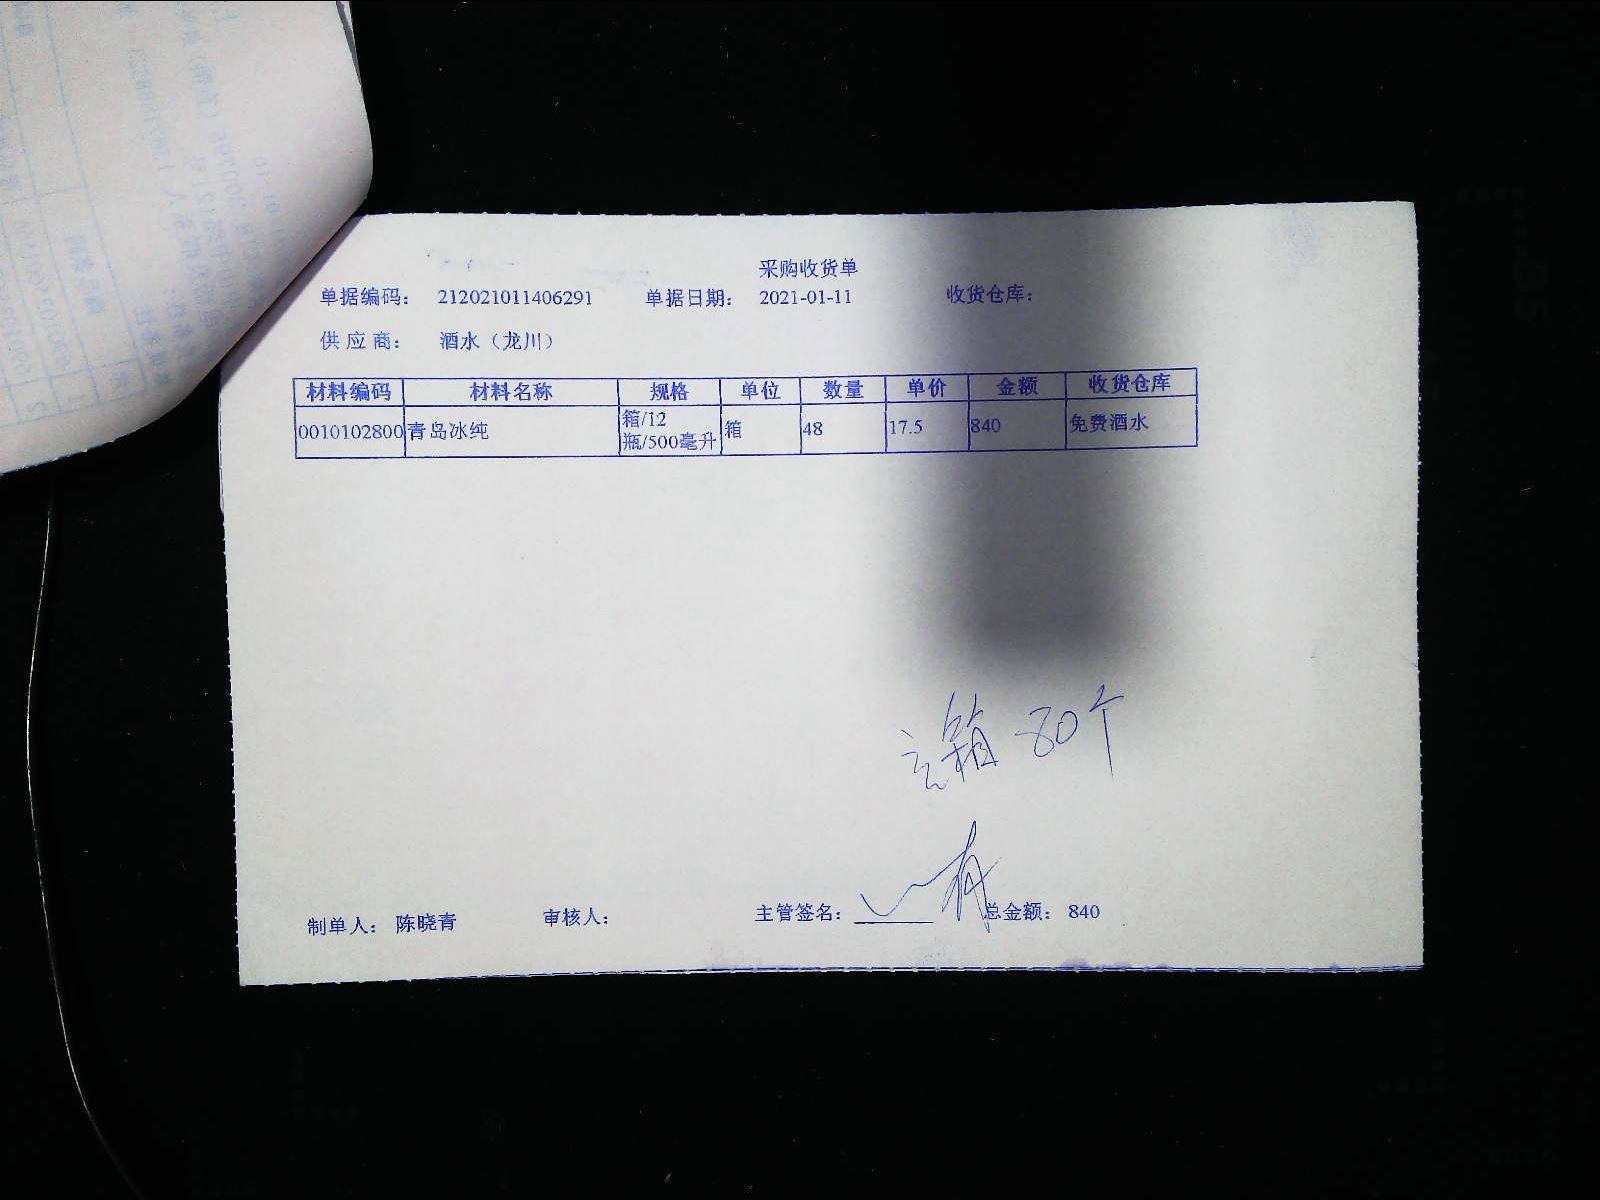 采购收货单
单据编码： 212021011406291 单据日期： 2021-01-11 收货仓库：
供应商： 酒水（龙川）
材料编码 材料名称 规格 单位 数量 单价 金额 收货仓库
0010102800 青岛冰纯 箱/12瓶/500毫升 箱 48 17.5 840 免费酒水
箱 80个
制单人： 陈晓青 审核人： 主管签名： 总金额： 840